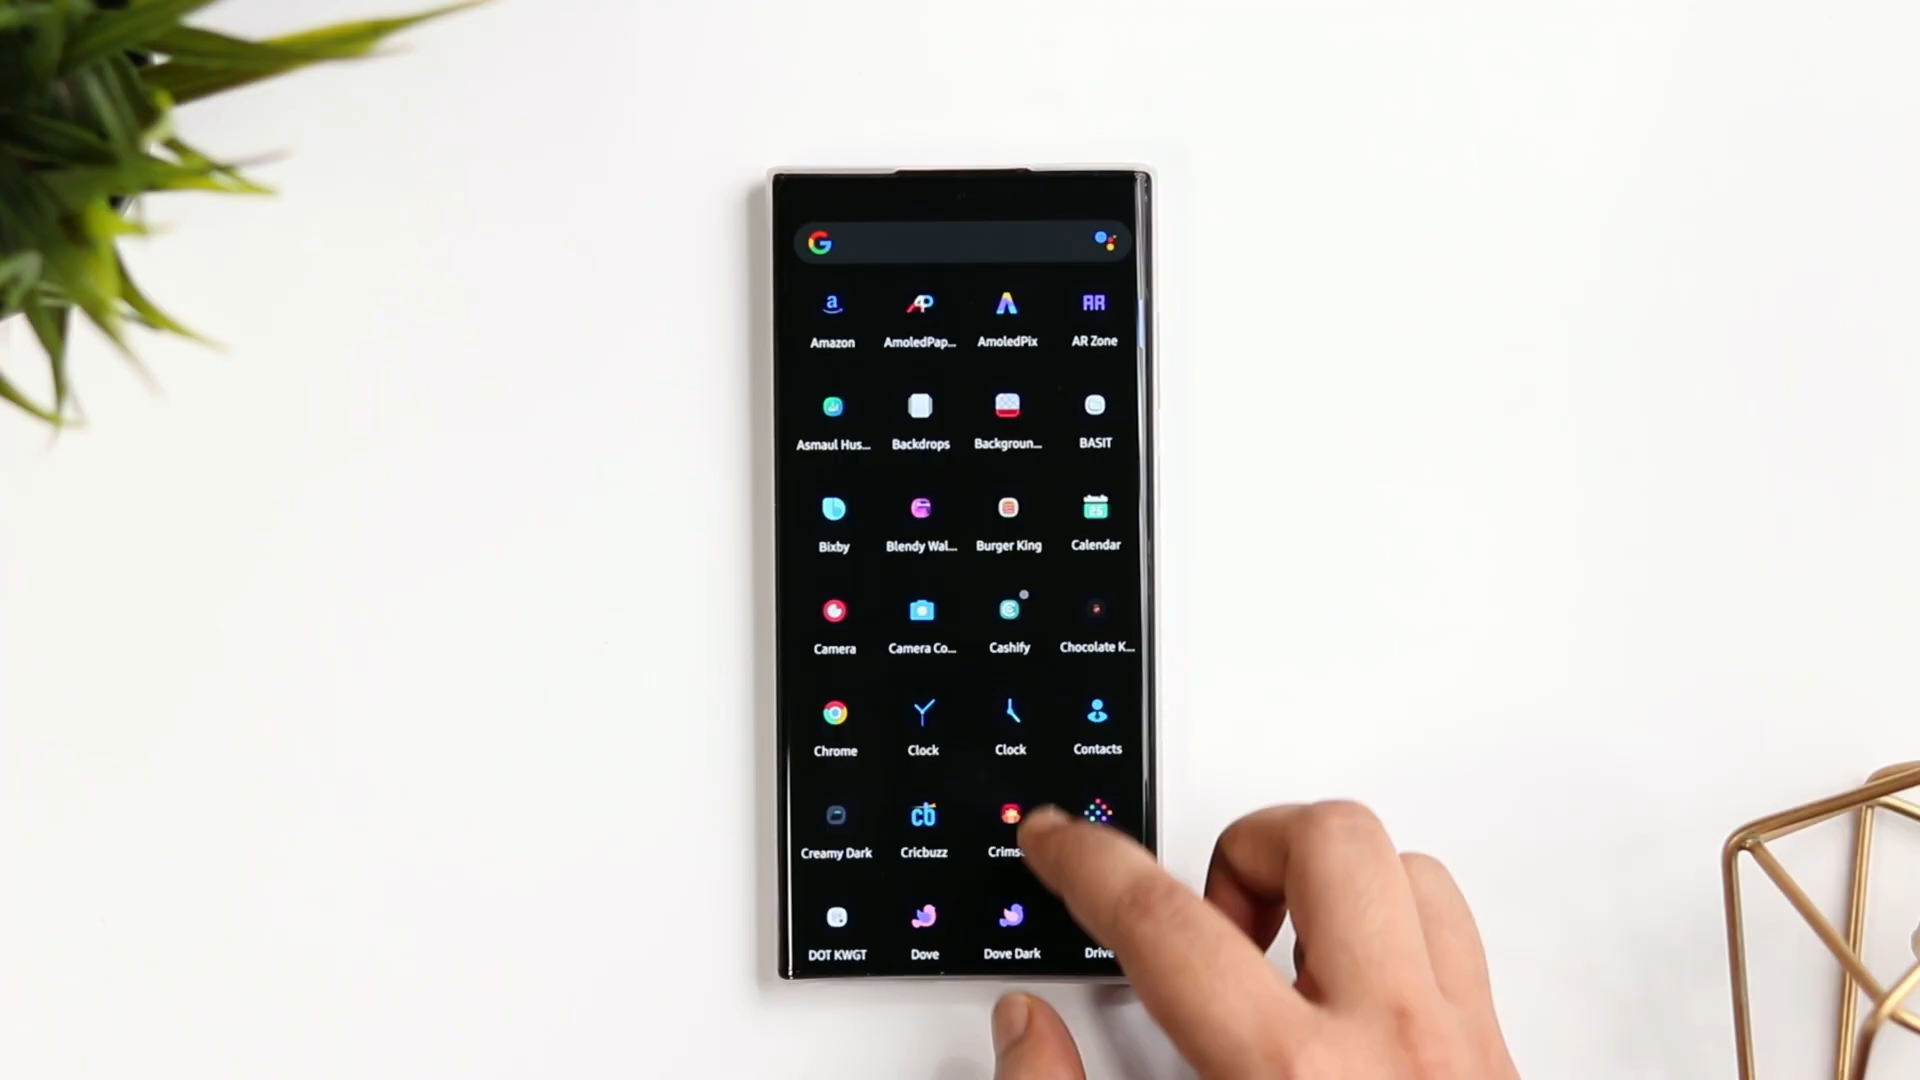 Amazon
AmoledPap...
AmoledPix
AR Zone
Asmaul Hus...
Backdrops
Backgroun...
BASIT
Bixby
Blendy Wal...
Burger King
Calendar
Camera
Camera Co...
Cashify
Chocolate K...
Chrome
Clock
Clock
Contacts
Creamy Dark
Cricbuzz
DOT KWGT
Dove
Dove Dark
Drive